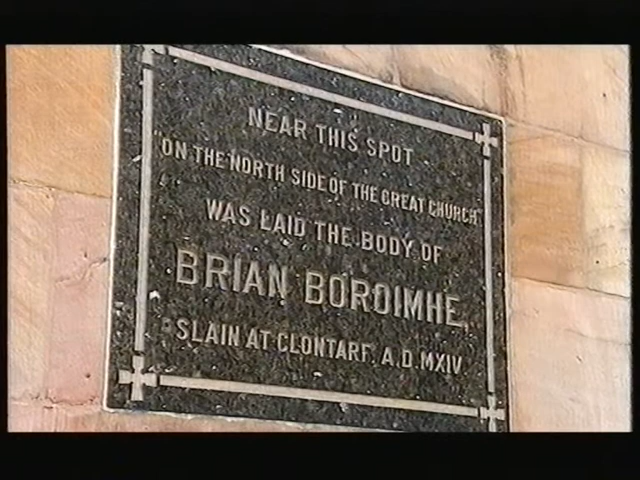 NEAR THIS SPOT
"ON THE NORTH SIDE OF THE GREAT CHURCH"
WAS LAID THE BODY OF
BRIAN BOROIMHE
SLAIN AT CLONTARF. A.D. MXIV